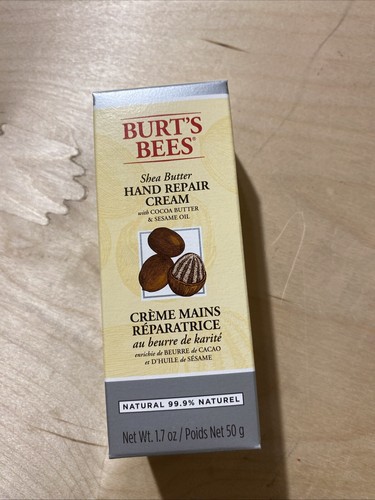 BURT'S
BEES®
Shea Butter
HAND REPAIR
CREAM
with COCOA BUTTER
& SESAME OIL
CRÈME MAINS
RÉPARATRICE
au beurre de karité
enrichie de BEURRE de CACAO
et D'HUILE de SÉSAME
NATURAL 99.9% NATUREL
Net Wt. 1.7 oz / Poids Net 50 g